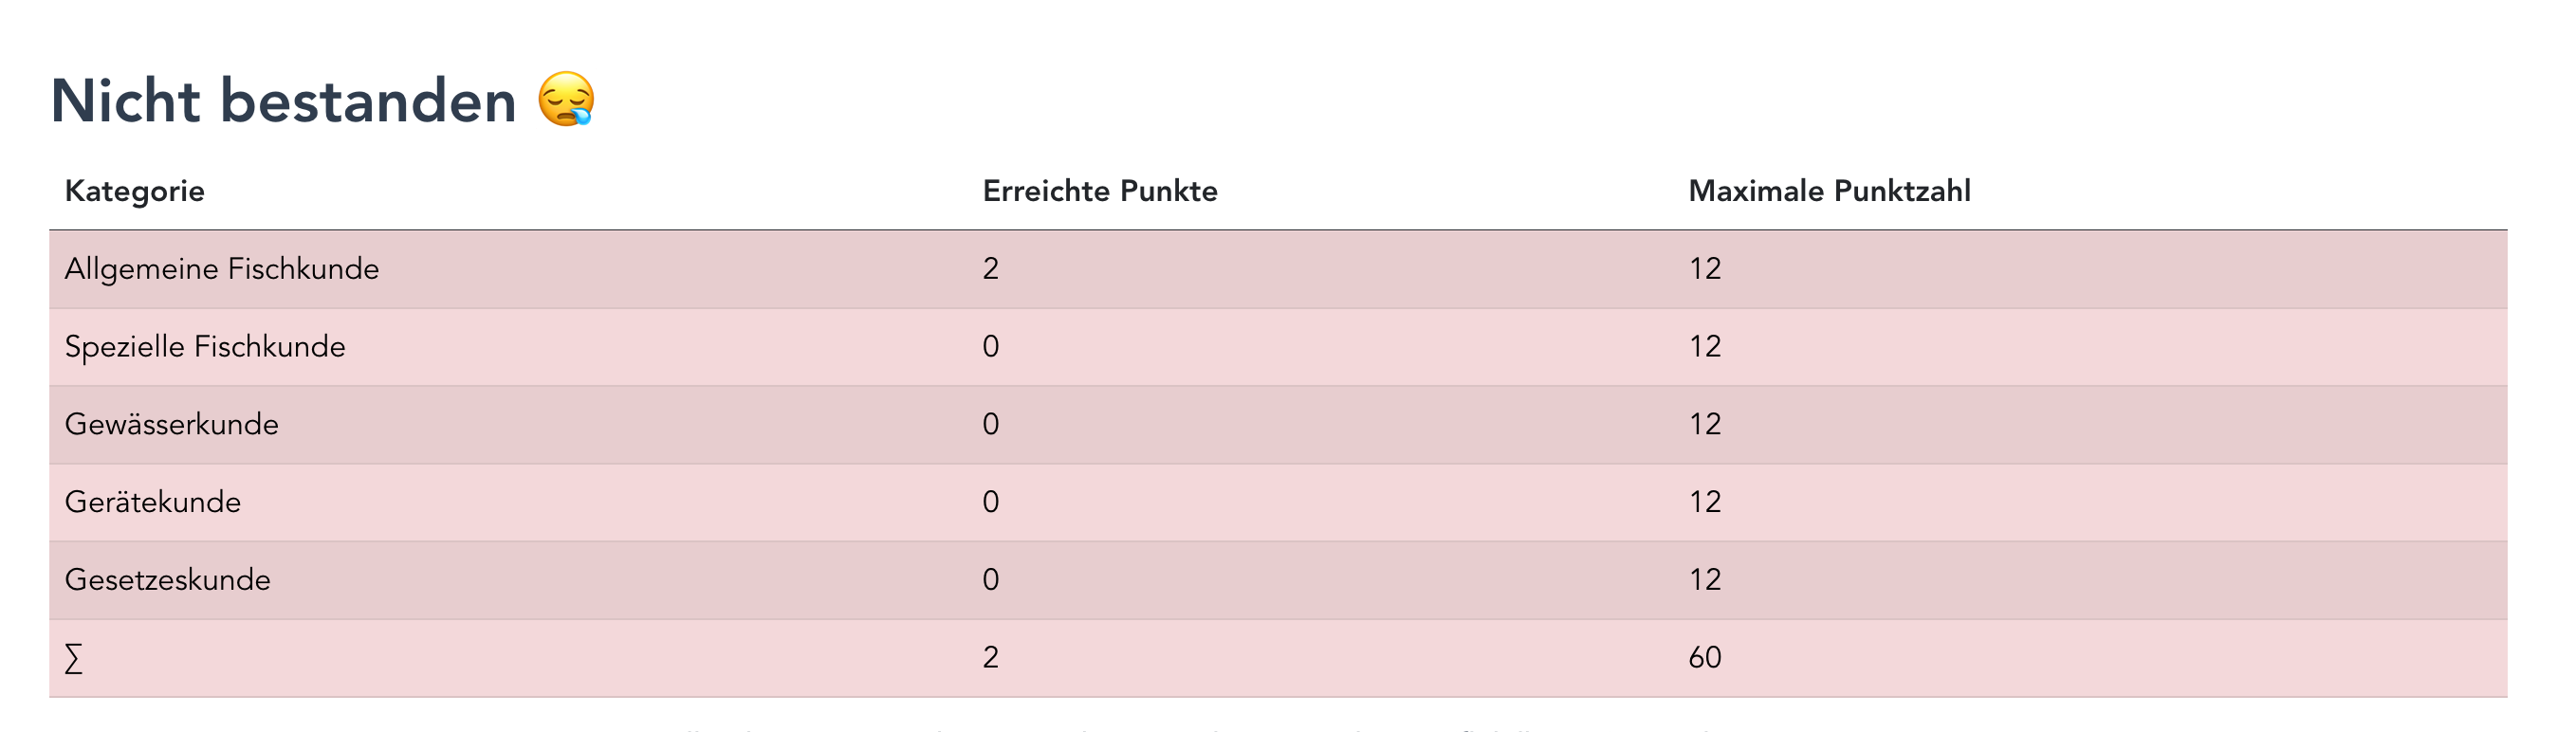 Nicht bestanden 😪
Kategorie Erreichte Punkte Maximale Punktzahl
Allgemeine Fischkunde 2 12
Spezielle Fischkunde 0 12
Gewässerkunde 0 12
Gerätekunde 0 12
Gesetzeskunde 0 12
∑ 2 60